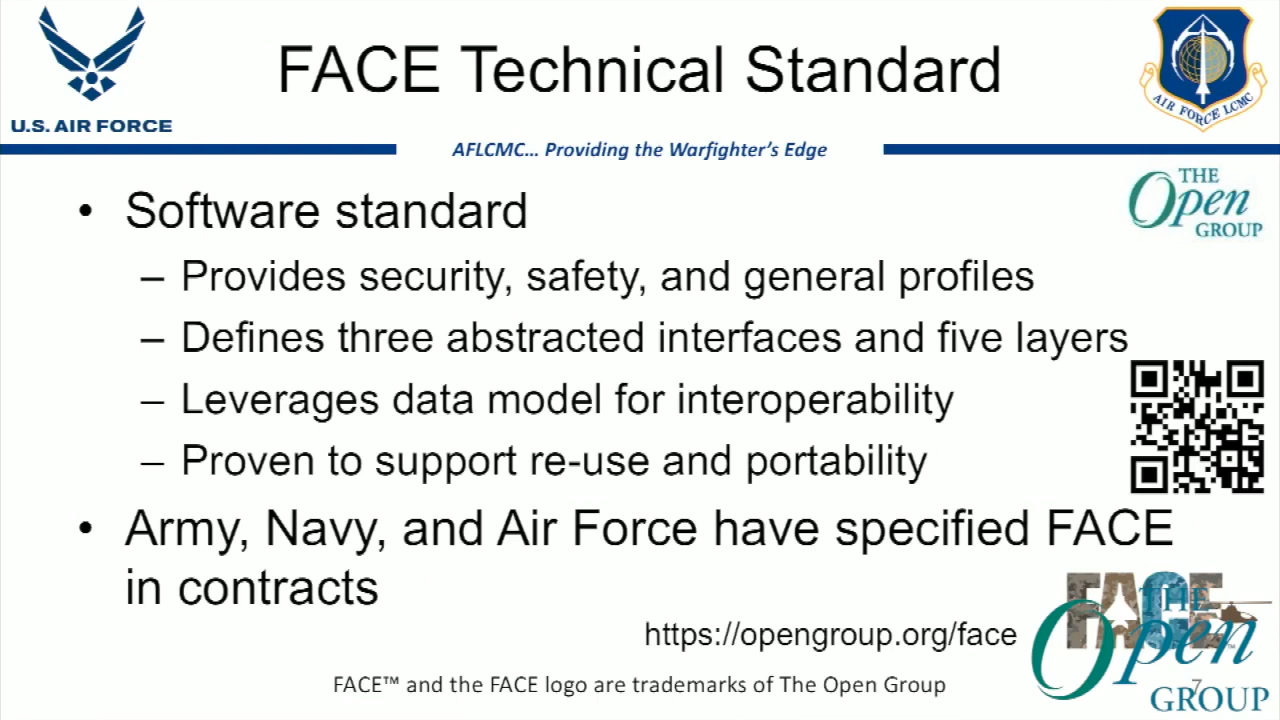 FACE Technical Standard
U.S. AIR FORCE
AIR FORCE LCMC
AFLCMC... Providing the Warfighter's Edge
THE
Open
GROUP
• Software standard
– Provides security, safety, and general profiles
– Defines three abstracted interfaces and five layers
– Leverages data model for interoperability
– Proven to support re-use and portability
• Army, Navy, and Air Force have specified FACE
in contracts
FACE
THE
Open
GROUP
https://opengroup.org/face
FACE™ and the FACE logo are trademarks of The Open Group
7